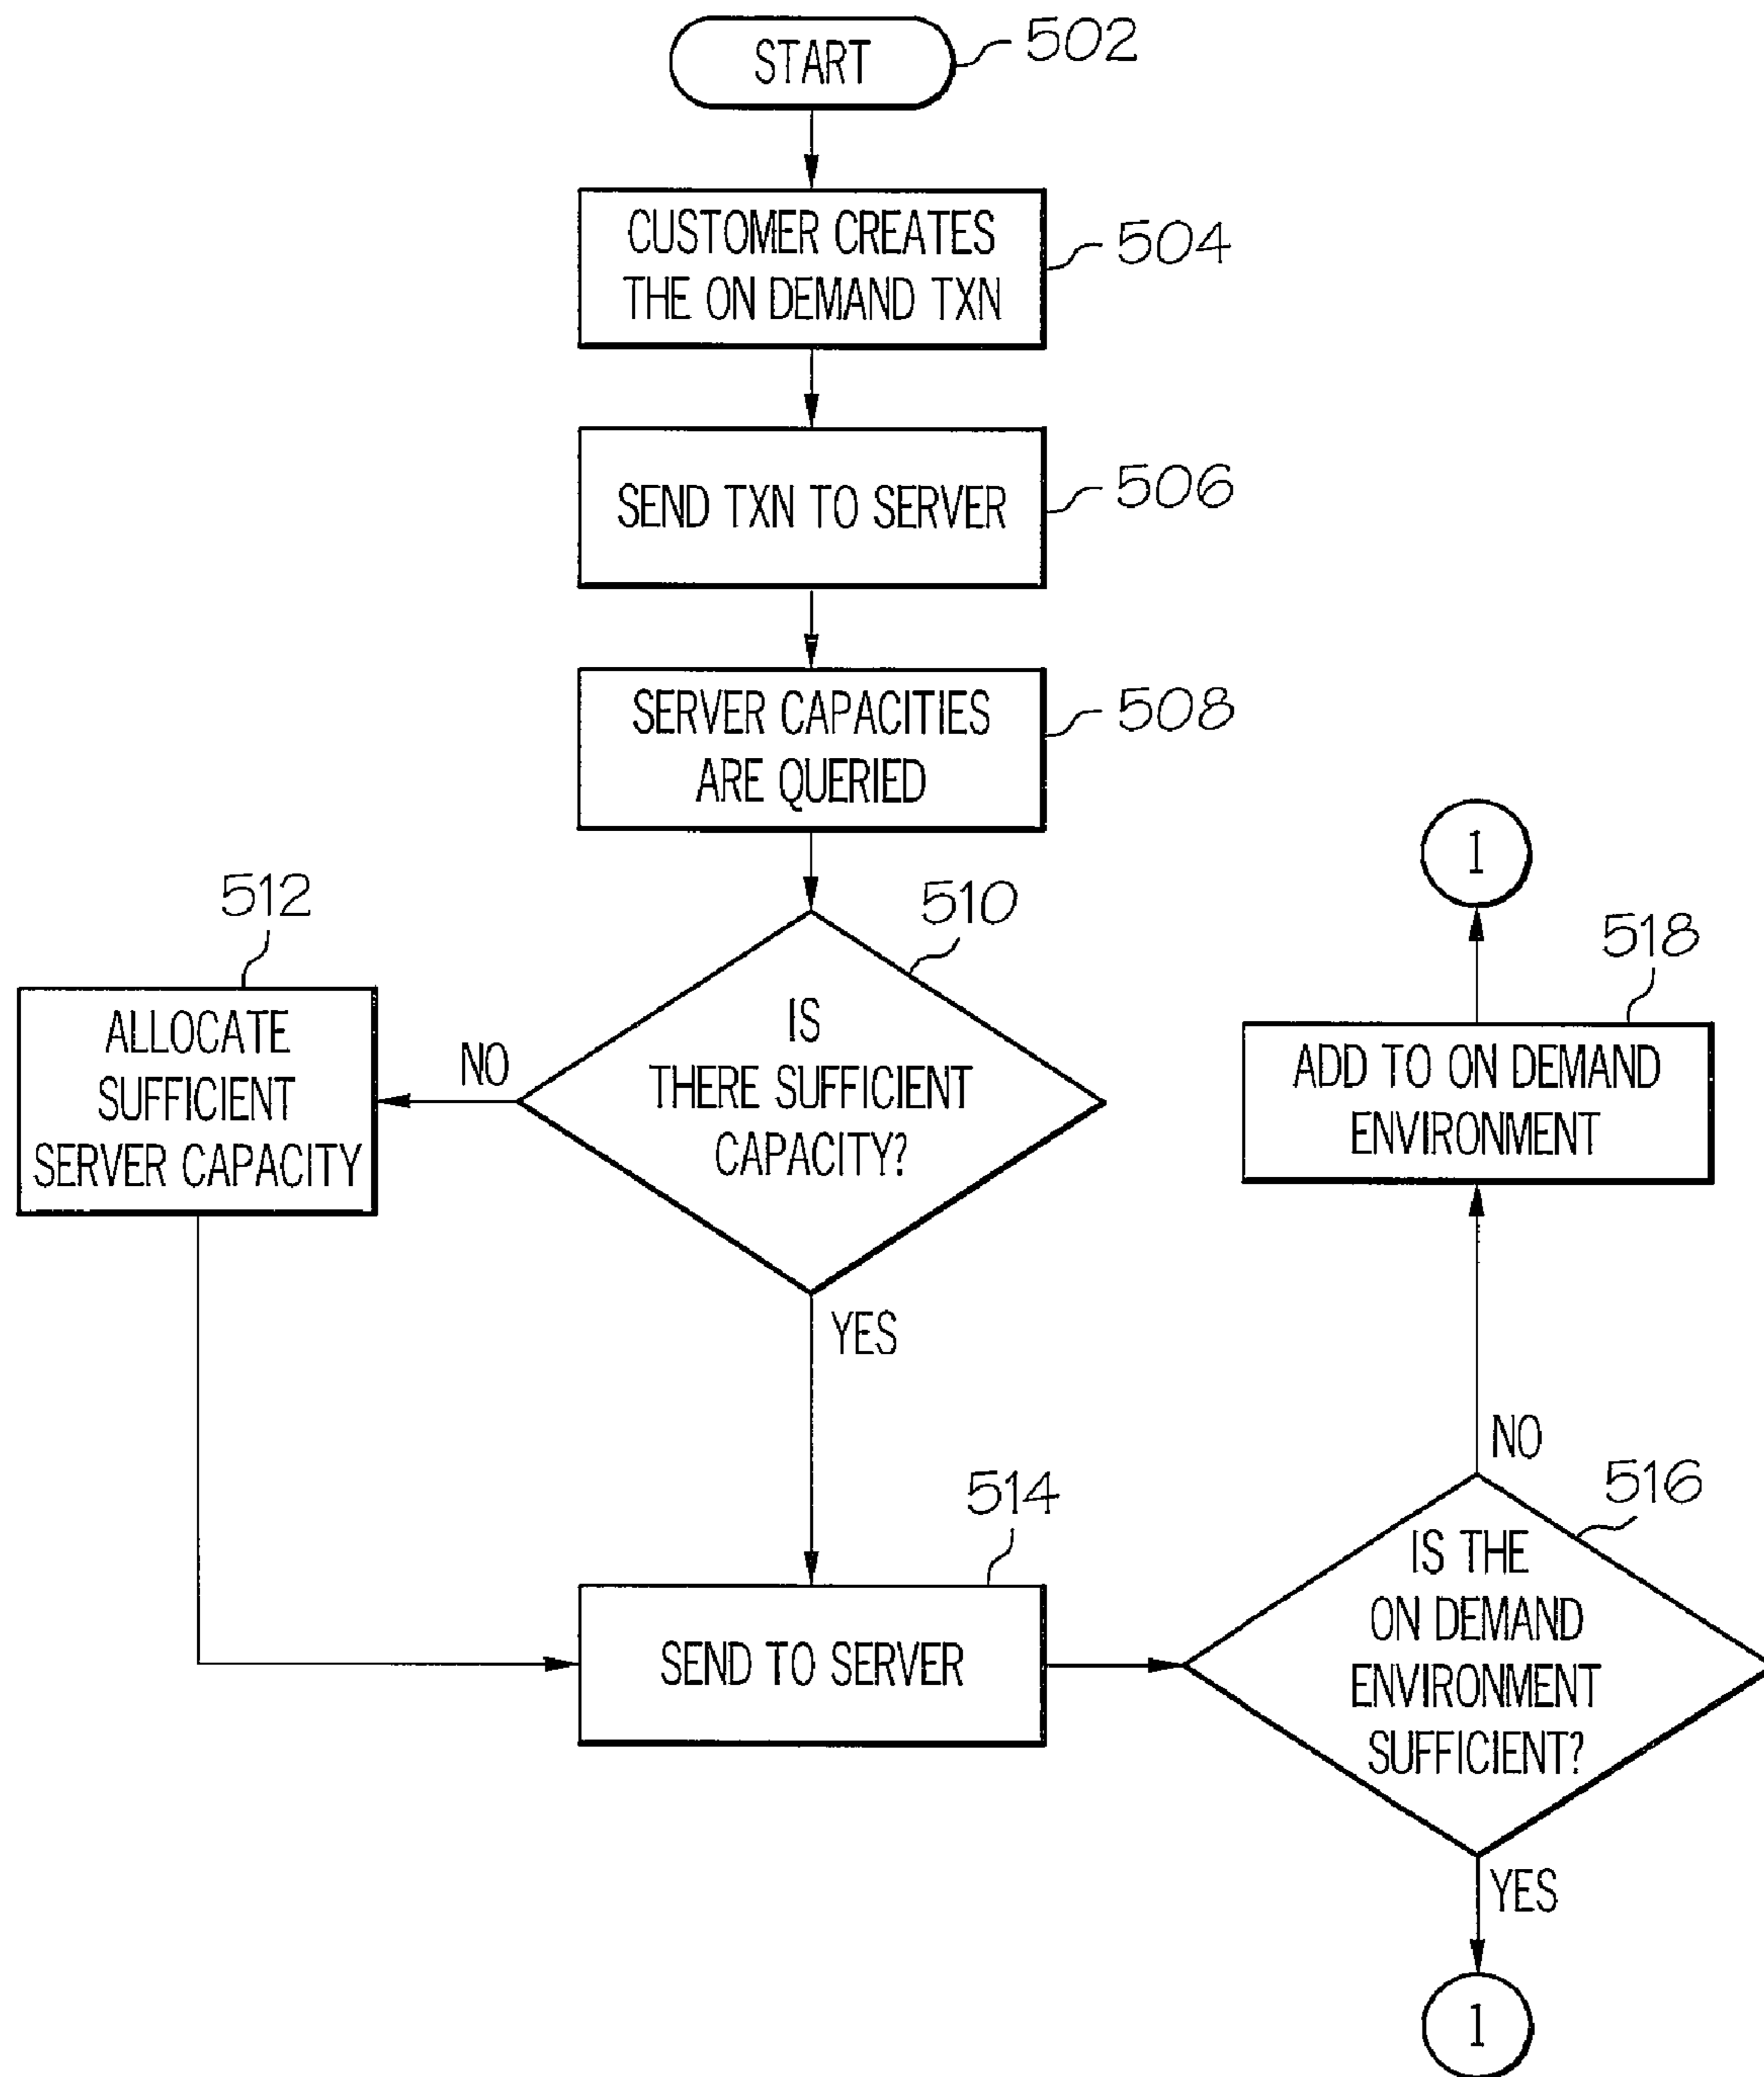 START
502
CUSTOMER CREATES
THE ON DEMAND TXN
504
SEND TXN TO SERVER
506
SERVER CAPACITIES
ARE QUERIED
508
IS
THERE SUFFICIENT
CAPACITY?
510
NO
YES
512
ALLOCATE
SUFFICIENT
SERVER CAPACITY
514
SEND TO SERVER
516
IS THE
ON DEMAND
ENVIRONMENT
SUFFICIENT?
NO
YES
518
ADD TO ON DEMAND
ENVIRONMENT
1
1